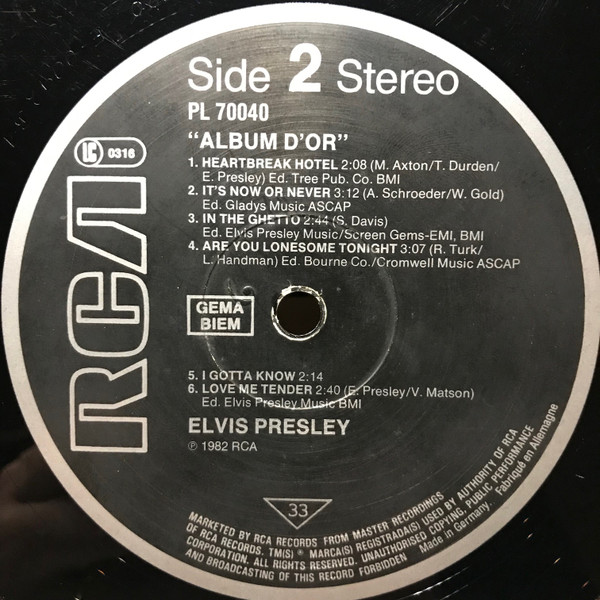 Side 2 Stereo
PL 70040
"ALBUM D'OR"
LC 0316
1. HEARTBREAK HOTEL 2:08 (M. Axton/T. Durden/
E. Presley) Ed. Tree Pub. Co. BMI
2. IT'S NOW OR NEVER 3:12 (A. Schroeder/W. Gold)
Ed. Gladys Music ASCAP
3. IN THE GHETTO 2:44 (S. Davis)
Ed. Elvis Presley Music/Screen Gems-EMI, BMI
4. ARE YOU LONESOME TONIGHT 3:07 (R. Turk/
L. Handman) Ed. Bourne Co./Cromwell Music ASCAP
RCA
GEMA
BIEM
5. I GOTTA KNOW 2:14
6. LOVE ME TENDER 2:40 (E. Presley/V. Matson)
Ed. Elvis Presley Music BMI
ELVIS PRESLEY
℗ 1982 RCA
33
MARKETED BY RCA RECORDS FROM MASTER RECORDINGS
OF RCA RECORDS. TM(S) ® MARCA(S) REGISTRADA(S) USED BY AUTHORITY OF RCA
CORPORATION. ALL RIGHTS RESERVED. UNAUTHORISED COPYING, PUBLIC PERFORMANCE
AND BROADCASTING OF THIS RECORD FORBIDDEN Made in Germany. Fabriqué en Allemagne